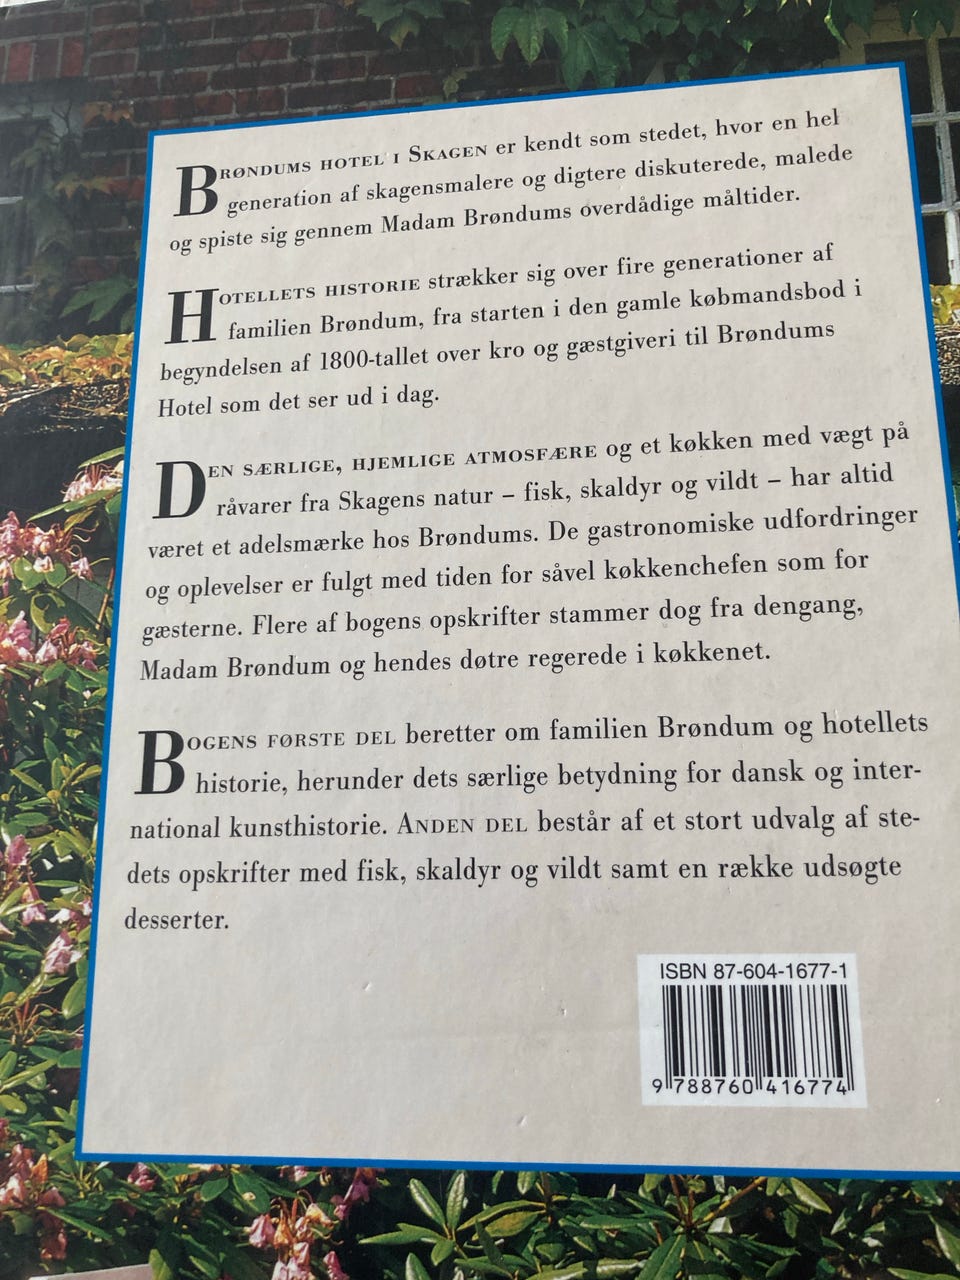 BRØNDUMS HOTEL I SKAGEN er kendt som stedet, hvor en hel
generation af skagensmalere og digtere diskuterede, malede
og spiste sig gennem Madam Brøndums overdådige måltider.
HOTELLETS HISTORIE strækker sig over fire generationer af
familien Brøndum, fra starten i den gamle købmandsbod i
begyndelsen af 1800-tallet over kro og gæstgiveri til Brøndums
Hotel som det ser ud i dag.
DEN SÆRLIGE, HJEMLIGE ATMOSFÆRE og et køkken med vægt på
råvarer fra Skagens natur – fisk, skaldyr og vildt – har altid
været et adelsmærke hos Brøndums. De gastronomiske udfordringer
og oplevelser er fulgt med tiden for såvel køkkenchefen som for
gæsterne. Flere af bogens opskrifter stammer dog fra dengang,
Madam Brøndum og hendes døtre regerede i køkkenet.
BOGENS FØRSTE DEL beretter om familien Brøndum og hotellets
historie, herunder dets særlige betydning for dansk og inter-
national kunsthistorie. ANDEN DEL består af et stort udvalg af ste-
dets opskrifter med fisk, skaldyr og vildt samt en række udsøgte
desserter.
ISBN 87-604-1677-1
9 788760 416774